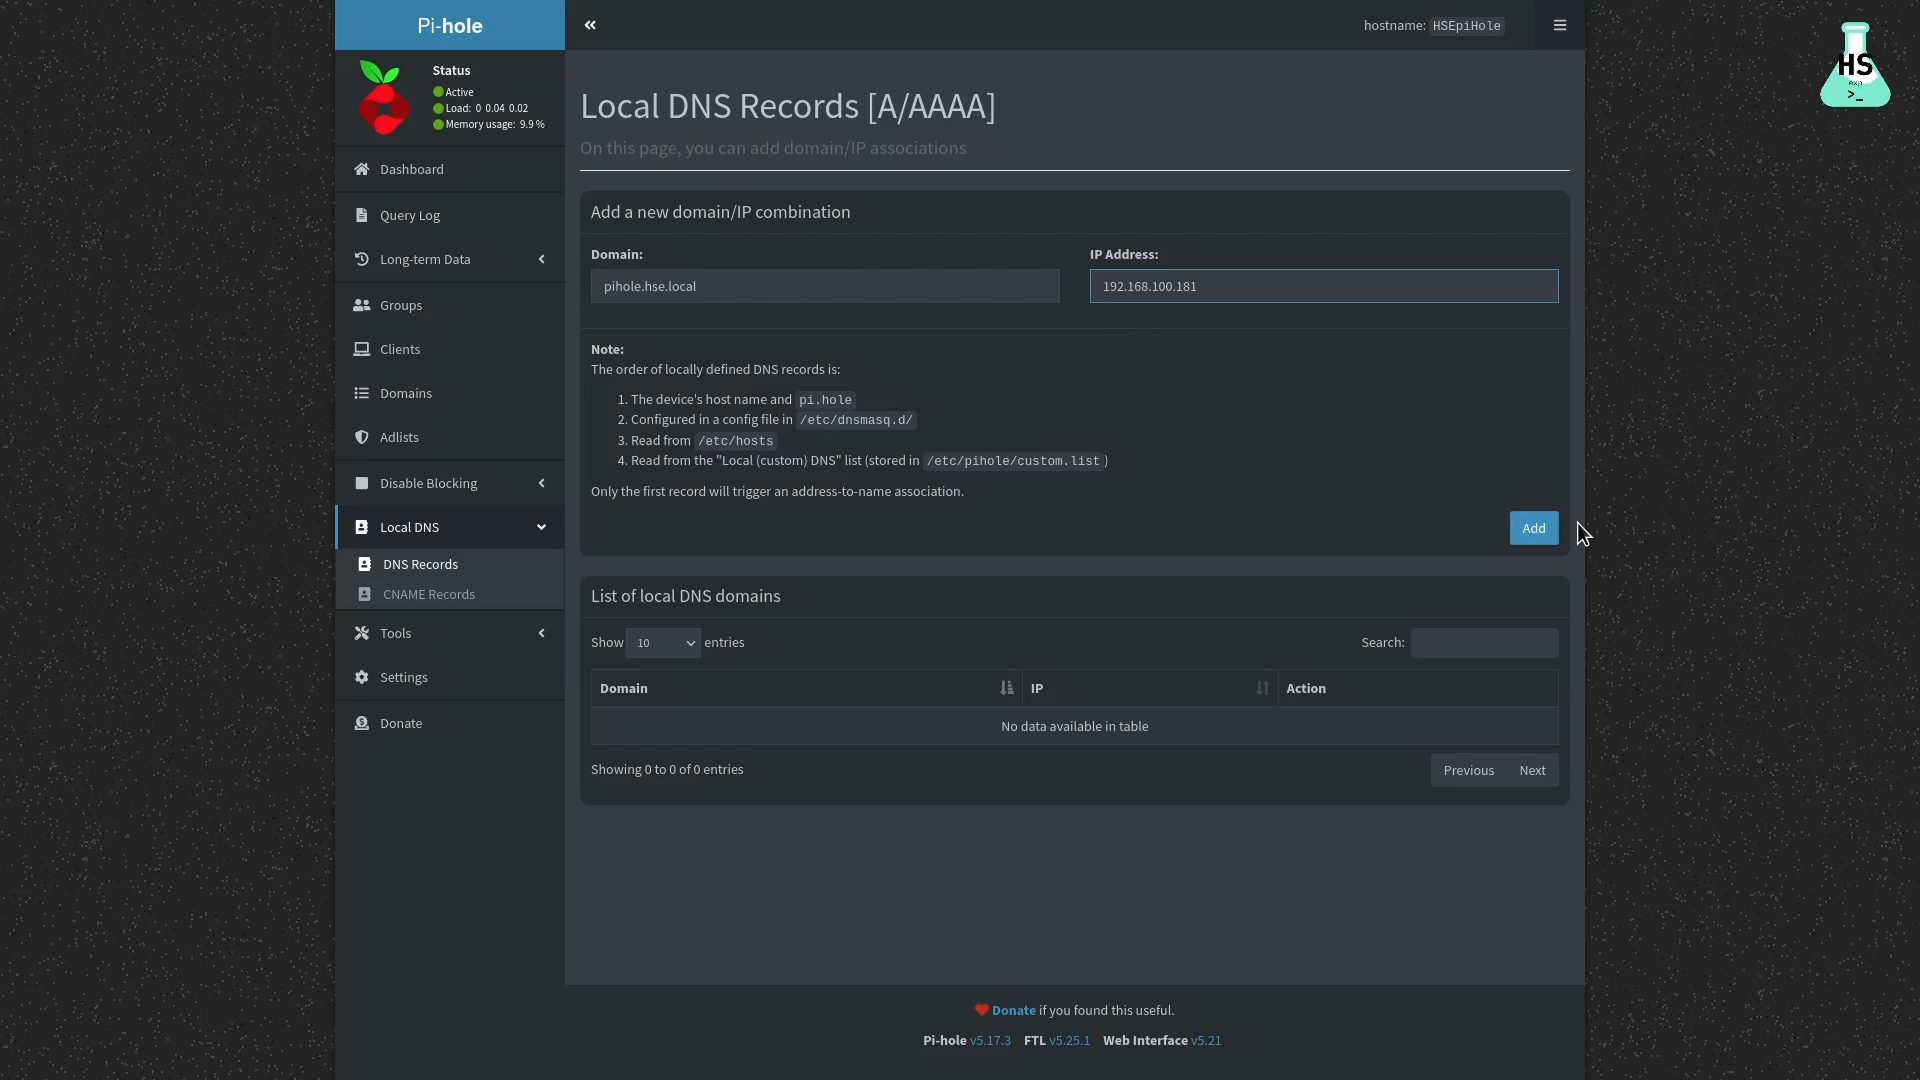 Pi-hole
hostname: HSEpiHole
HS
exp
>_
Status
Active
Load: 0 0.04 0.02
Memory usage: 9.9 %
Dashboard
Query Log
Long-term Data
Groups
Clients
Domains
Adlists
Disable Blocking
Local DNS
DNS Records
CNAME Records
Tools
Settings
Donate
Local DNS Records [A/AAAA]
On this page, you can add domain/IP associations
Add a new domain/IP combination
Domain: IP Address:
pihole.hse.local 192.168.100.181
Note:
The order of locally defined DNS records is:
1. The device's host name and pi.hole
2. Configured in a config file in /etc/dnsmasq.d/
3. Read from /etc/hosts
4. Read from the "Local (custom) DNS" list (stored in /etc/pihole/custom.list )
Only the first record will trigger an address-to-name association.
Add
List of local DNS domains
Show 10 entries Search:
Domain IP Action
No data available in table
Showing 0 to 0 of 0 entries Previous Next
Donate if you found this useful.
Pi-hole v5.17.3 FTL v5.25.1 Web Interface v5.21